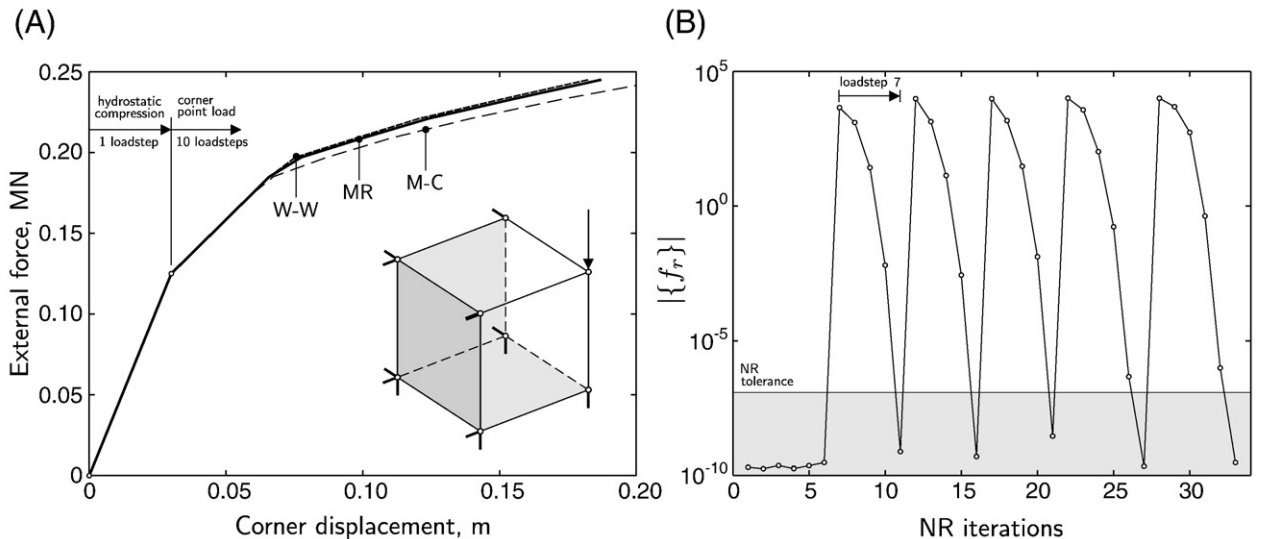 (A)
0.25
0.20
0.15
0.10
0.05
0
External force, MN
hydrostatic
compression
1 loadstep
corner
point load
10 loadsteps
W-W
MR
M-C
0
0.05
0.10
0.15
0.20
Corner displacement, m
(B)
10^5
10^0
10^-5
10^-10
|{f_r}|
loadstep 7
NR
tolerance
0
5
10
15
20
25
30
NR iterations